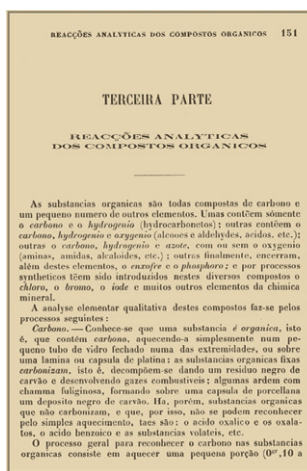 REACÇÕES ANALYTICAS DOS COMPOSTOS ORGANICOS 151
TERCEIRA PARTE
REACÇÕES ANALYTICAS
DOS COMPOSTOS ORGANICOS
As substancias organicas são todas compostas de carbono e
um pequeno numero de outros elementos. Umas contêem sómente
o carbono e o hydrogenio (hydrocarbonetos); outras contêem o
carbono, hydrogenio e oxygenio (alcooes e aldehydes, acidos, etc.);
outras o carbono, hydrogenio e azote, com ou sem o oxygenio
(aminas, amidas, alcaloides, etc.); outras finalmente, encerram,
além destes elementos, o enxofre e o phosphoro; e por processos
syntheticos têem sido introduzidos nestes diversos compostos o
chloro, o bromo, o iode e muitos outros elementos da chimica
mineral.
A analyse elementar qualitativa destes compostos faz-se pelos
processos seguintes:
Carbono. — Conhece-se que uma substancia é organica, isto
é, que contém carbono, aquecendo-a simplesmente num pe-
queno tubo de vidro fechado numa das extremidades, ou sobre
uma lamina ou capsula de platina: as substancias organicas fixas
carbonizam, isto é, decompõem-se dando um residuo negro de
carvão e desenvolvendo gazes combustiveis; algumas ardem com
chamma fuliginosa, formando sobre uma capsula de porcellana
um deposito negro de carvão. Ha, porém, substancias organicas
que não carbonizam, e que, por isso, não se podem reconhecer
pelo simples aquecimento, taes são: o acido oxalico e os oxala-
tos, o acido benzoico e as substancias volateis, etc.
O processo geral para reconhecer o carbono nas substancias
organicas consiste em aquecer uma pequena porção (0gr,10 a